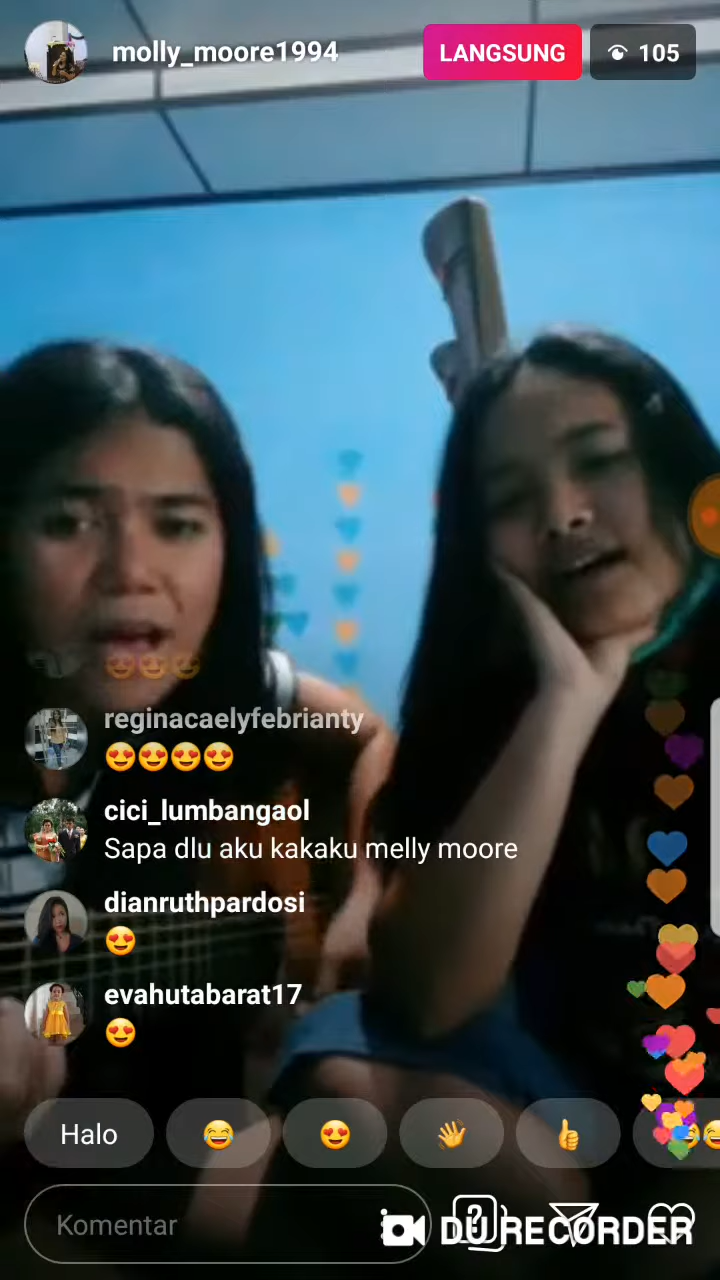 molly_moore1994
LANGSUNG
105
reginacaelyfebrianty
😍😍😍😍
cici_lumbangaol
Sapa dlu aku kakaku melly moore
dianruthpardosi
😍
evahutabarat17
😍
Halo
Komentar
DU RECORDER